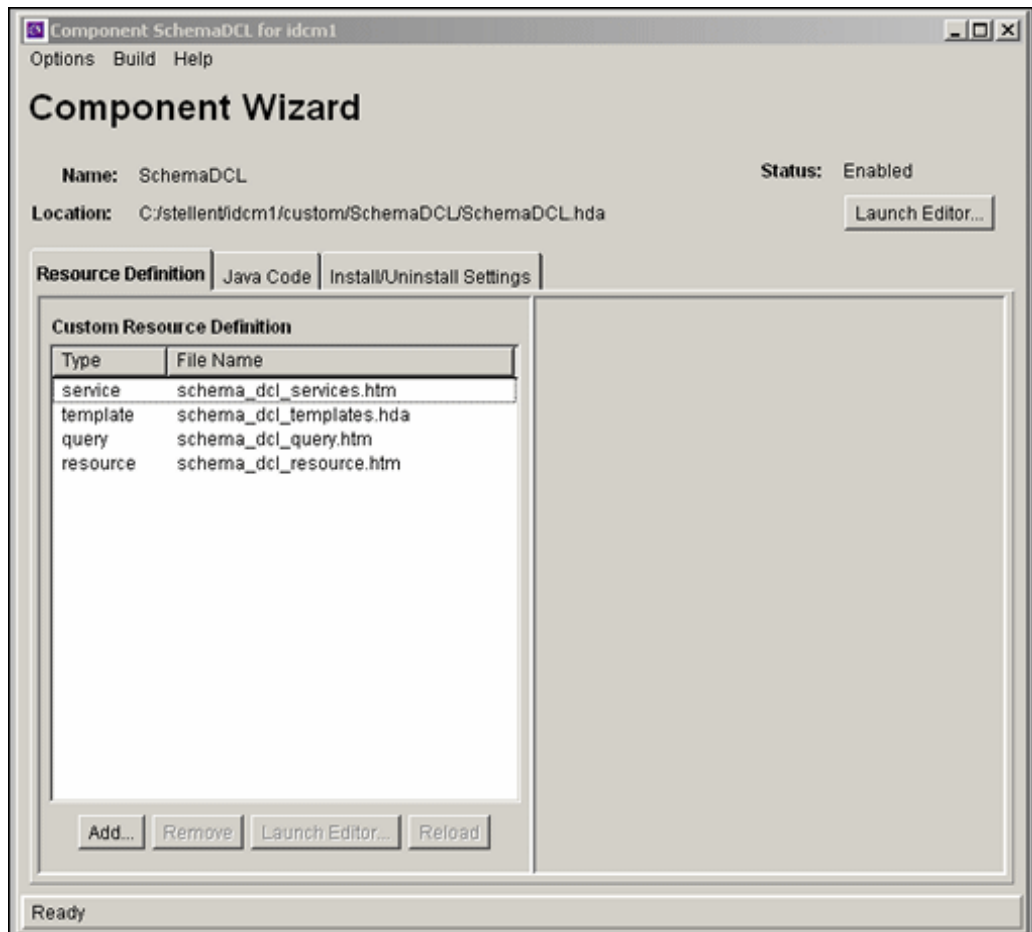 Component SchemaDCL for idcm1
Options Build Help
Component Wizard
Name: SchemaDCL Status: Enabled
Location: C:/stellent/idcm1/custom/SchemaDCL/SchemaDCL.hda Launch Editor...
Resource Definition Java Code Install/Uninstall Settings
Custom Resource Definition
Type File Name
service schema_dcl_services.htm
template schema_dcl_templates.hda
query schema_dcl_query.htm
resource schema_dcl_resource.htm
Add... Remove Launch Editor... Reload
Ready